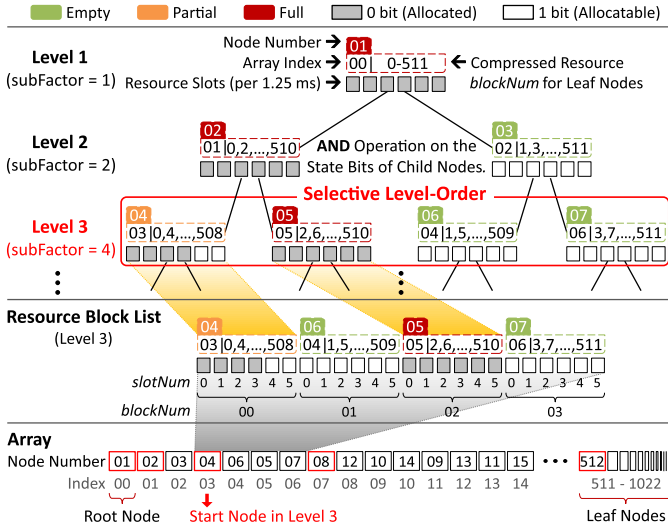 Empty Partial Full 0 bit (Allocated) 1 bit (Allocatable)
Level 1
(subFactor = 1)
Node Number
Array Index
Resource Slots (per 1.25 ms)
01
00 | 0-511
Compressed Resource
blockNum for Leaf Nodes
Level 2
(subFactor = 2)
02
01 |0,2,...,510
AND Operation on the
State Bits of Child Nodes.
03
02 |1,3,...,511
Selective Level-Order
Level 3
(subFactor = 4)
04
03 |0,4,...,508
05
05 |2,6,...,510
06
04 |1,5,...,509
07
06 |3,7,...,511
Resource Block List
(Level 3)
04
03 |0,4,...,508
06
04 |1,5,...,509
05
05 |2,6,...,510
07
06 |3,7,...,511
slotNum 0 1 2 3 4 5 0 1 2 3 4 5 0 1 2 3 4 5 0 1 2 3 4 5
blockNum 00 01 02 03
Array
Node Number 01 02 03 04 06 05 07 08 12 10 14 09 13 11 15 512
Index 00 01 02 03 04 05 06 07 08 09 10 11 12 13 14 511 - 1022
Root Node Start Node in Level 3 Leaf Nodes